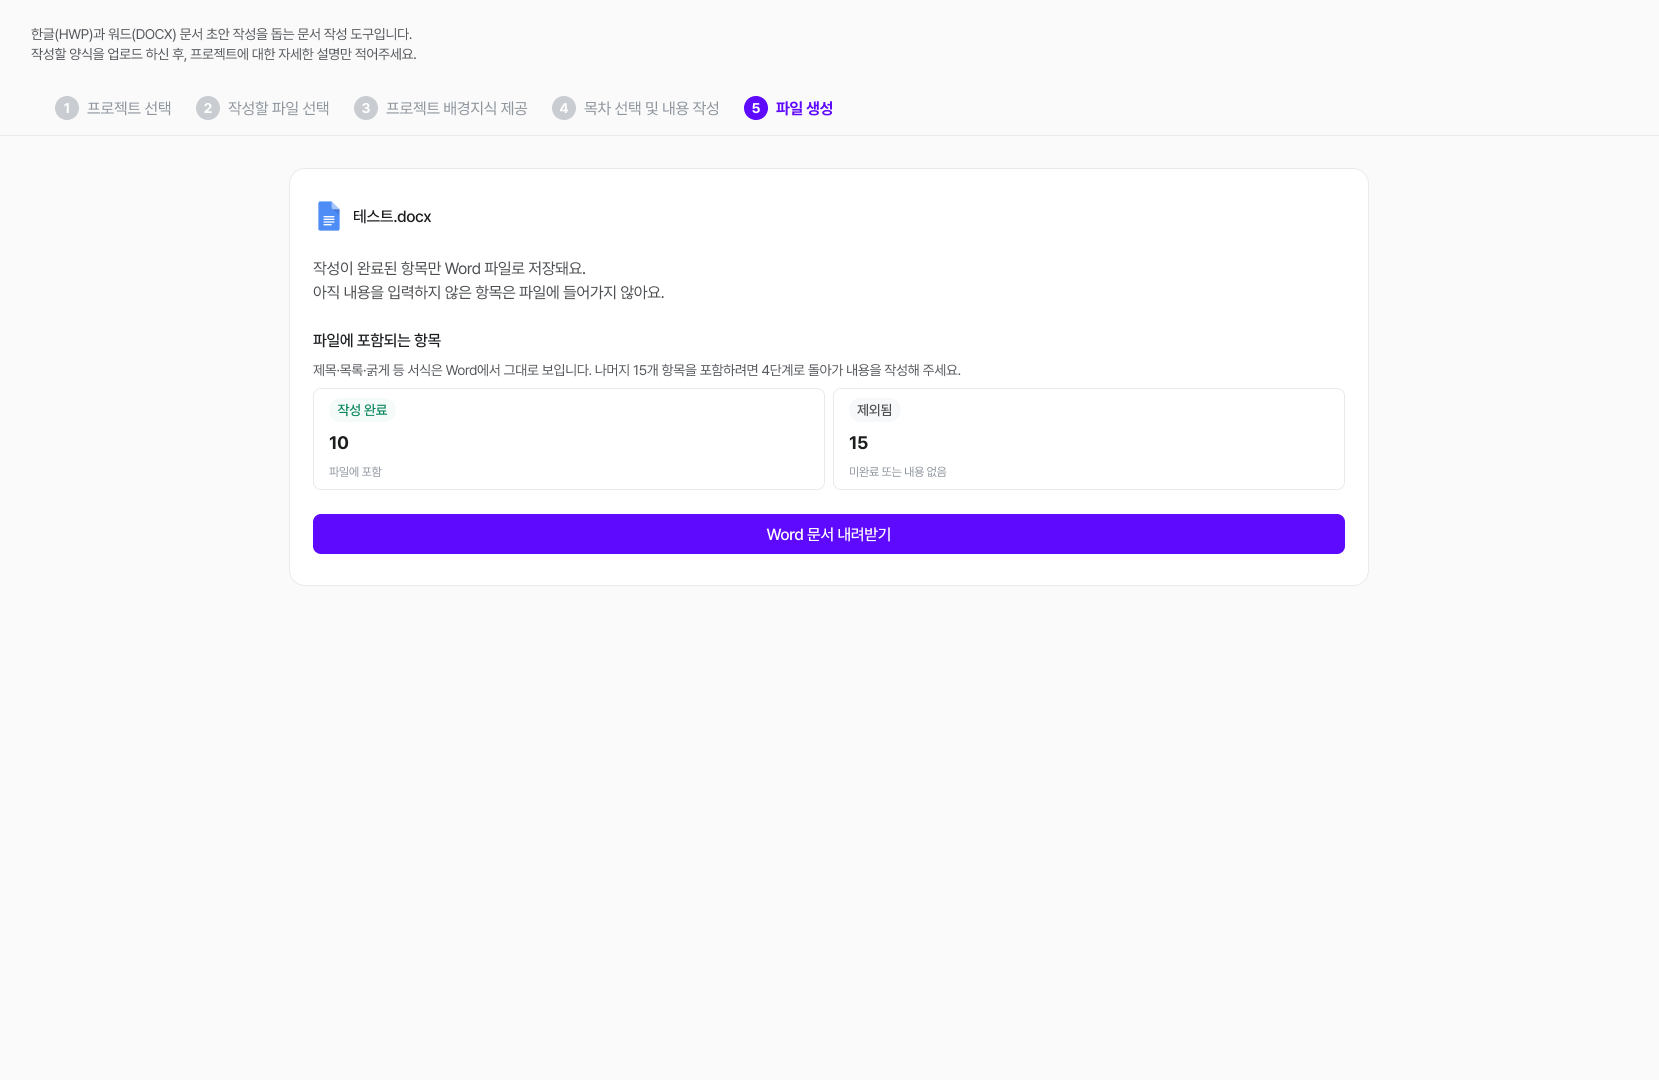 한글(HWP)과 워드(DOCX) 문서 초안 작성을 돕는 문서 작성 도구입니다.
작성할 양식을 업로드 하신 후, 프로젝트에 대한 자세한 설명만 적어주세요.
1 프로젝트 선택 2 작성할 파일 선택 3 프로젝트 배경지식 제공 4 목차 선택 및 내용 작성 5 파일 생성
테스트.docx
작성이 완료된 항목만 Word 파일로 저장돼요.
아직 내용을 입력하지 않은 항목은 파일에 들어가지 않아요.
파일에 포함되는 항목
제목·목록·굵게 등 서식은 Word에서 그대로 보입니다. 나머지 15개 항목을 포함하려면 4단계로 돌아가 내용을 작성해 주세요.
작성 완료
10
파일에 포함
제외됨
15
미완료 또는 내용 없음
Word 문서 내려받기